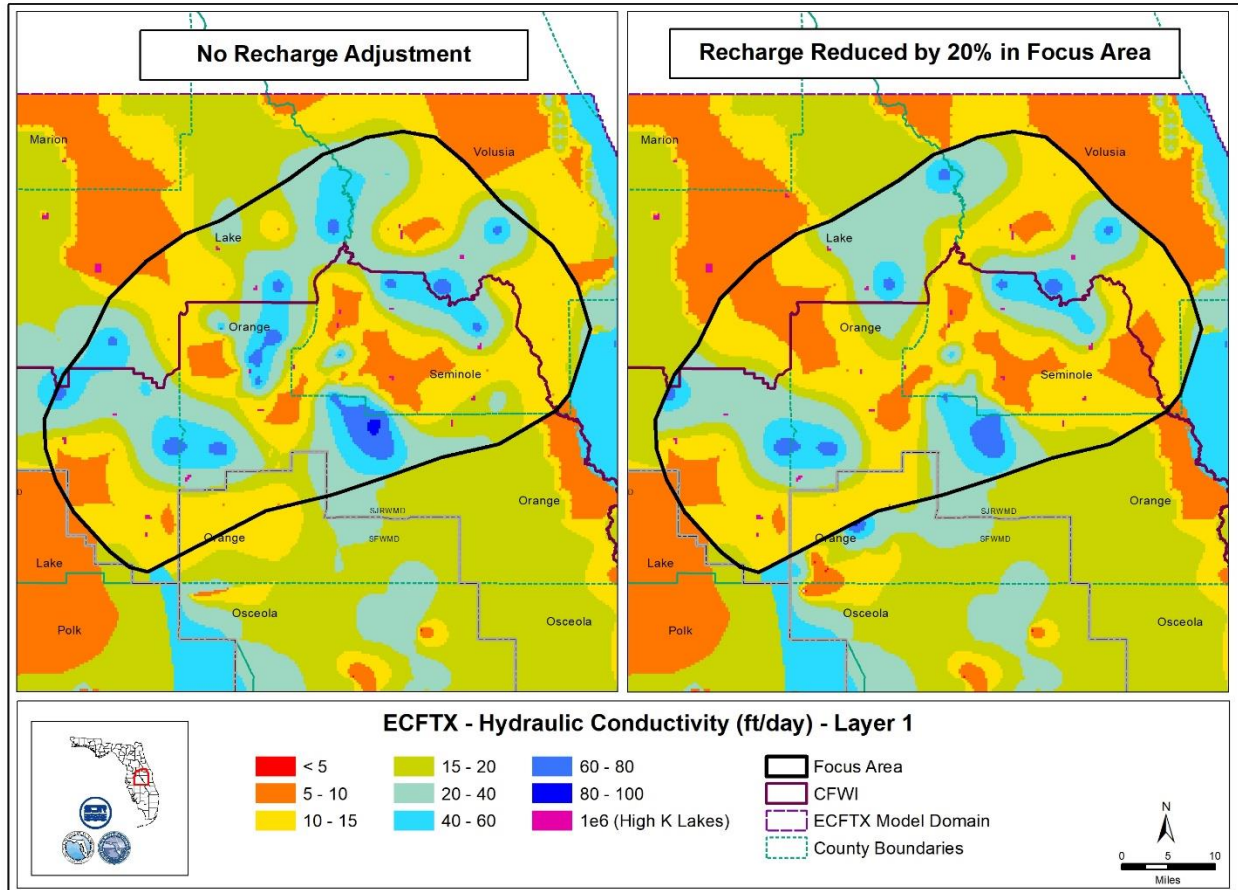 No Recharge Adjustment
Marion
Volusia
Lake
Orange
Seminole
Orange
SJRWMD
Orange
SFWMD
Lake
Osceola
Polk
Osceola
Recharge Reduced by 20% in Focus Area
Marion
Volusia
Lake
Orange
Seminole
Orange
SJRWMD
Orange
SFWMD
Lake
Osceola
Polk
Osceola
ECFTX - Hydraulic Conductivity (ft/day) - Layer 1
< 5
5 - 10
10 - 15
15 - 20
20 - 40
40 - 60
60 - 80
80 - 100
1e6 (High K Lakes)
Focus Area
CFWI
ECFTX Model Domain
County Boundaries
N
0 5 10
Miles